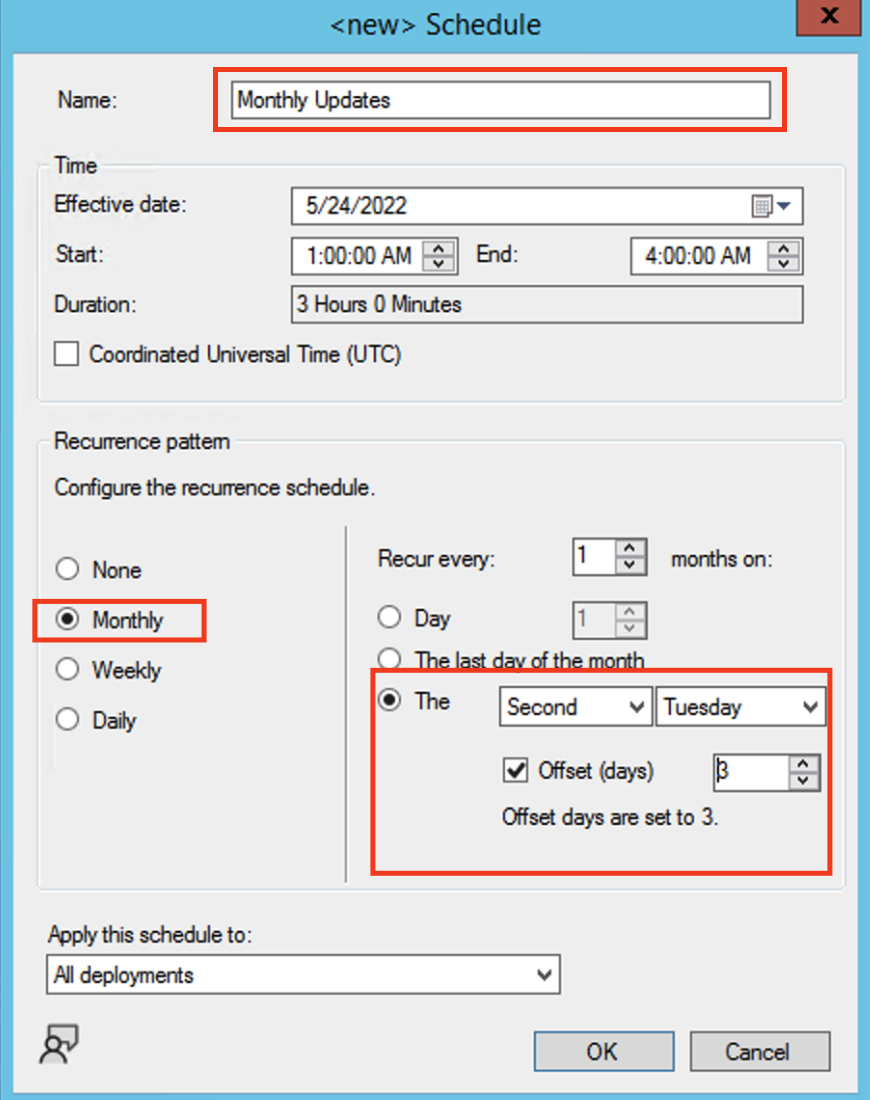 <new> Schedule
x
Name: Monthly Updates
Time
Effective date: 5/24/2022
Start: 1:00:00 AM End: 4:00:00 AM
Duration: 3 Hours 0 Minutes
Coordinated Universal Time (UTC)
Recurrence pattern
Configure the recurrence schedule.
None
Monthly
Weekly
Daily
Recur every: 1 months on:
Day 1
The last day of the month
The Second Tuesday
Offset (days) 3
Offset days are set to 3.
Apply this schedule to:
All deployments
OK Cancel